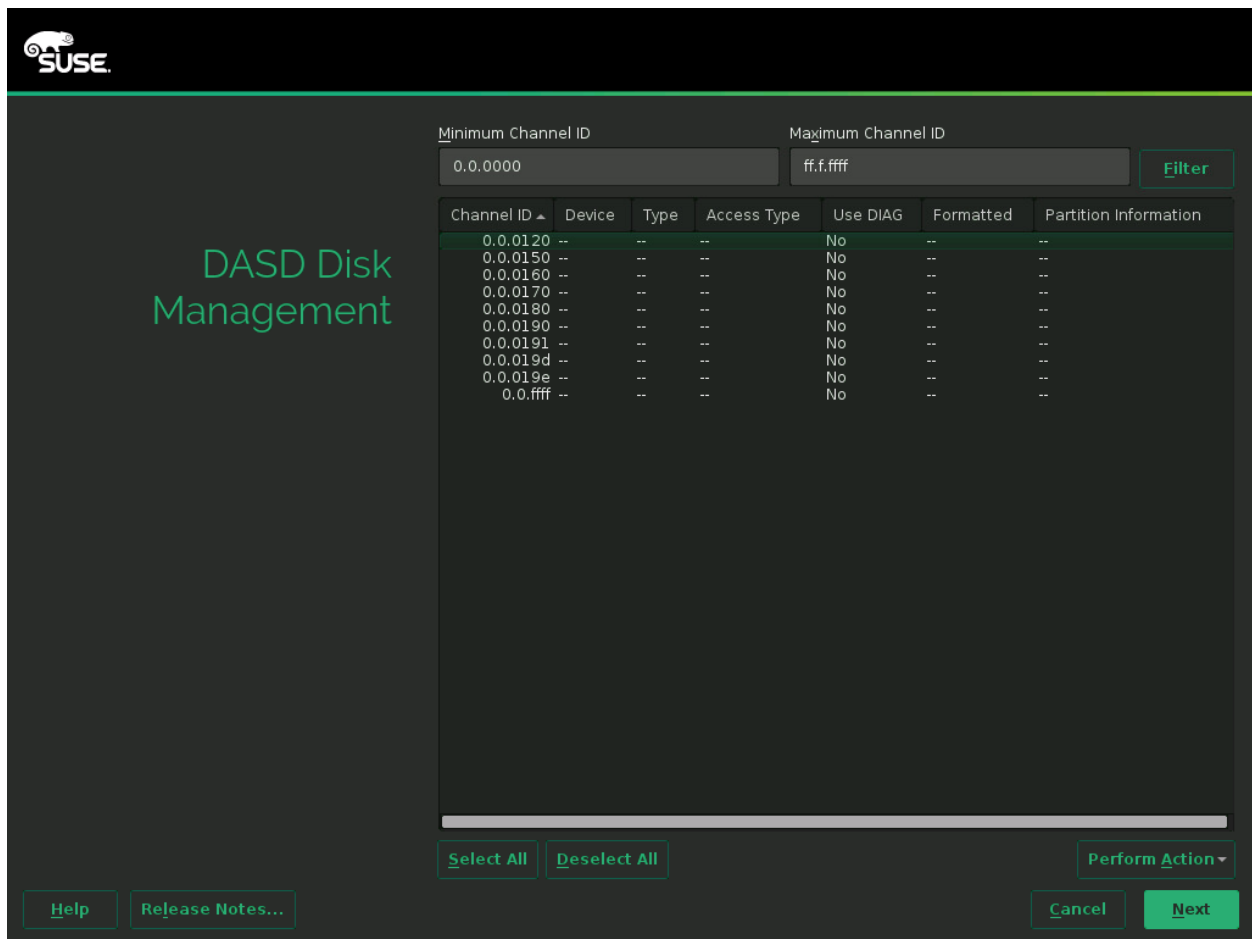 SUSE.
Minimum Channel ID Maximum Channel ID
0.0.0000 ff.f.ffff Filter
DASD Disk
Management
Channel ID Device Type Access Type Use DIAG Formatted Partition Information
0.0.0120 -- -- -- No -- --
0.0.0150 -- -- -- No -- --
0.0.0160 -- -- -- No -- --
0.0.0170 -- -- -- No -- --
0.0.0180 -- -- -- No -- --
0.0.0190 -- -- -- No -- --
0.0.0191 -- -- -- No -- --
0.0.019d -- -- -- No -- --
0.0.019e -- -- -- No -- --
0.0.ffff -- -- -- No -- --
Select All Deselect All Perform Action
Help Release Notes... Cancel Next